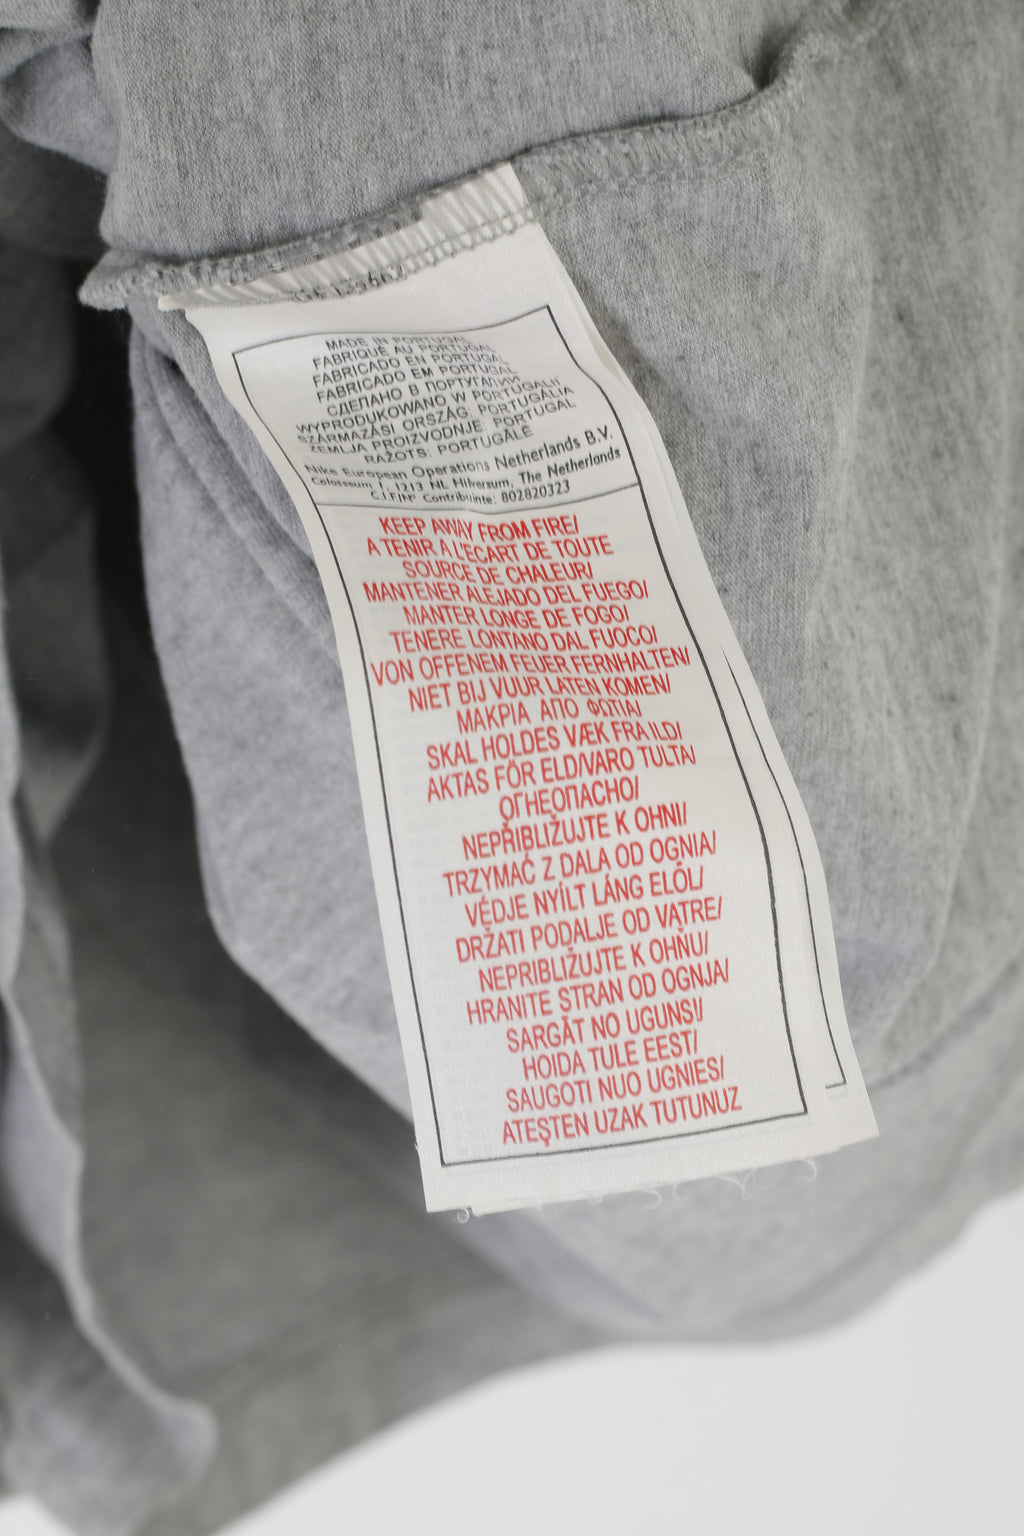 MADE IN PORTUGAL
FABRIQUÉ AU PORTUGAL
FABRICADO EN PORTUGAL
FABRICADO EM PORTUGAL
СДЕЛАНО В ПОРТУГАЛИИ
WYPRODUKOWANO W PORTUGALII
SZÁRMAZÁSI ORSZÁG: PORTUGÁLIA
ZEMLJA PROIZVODNJE: PORTUGAL
RAŽOTS: PORTUGĀLĒ
Nike European Operations Netherlands B.V.
Colosseum 1, 1213 NL Hilversum, The Netherlands
C.I.F/Nº Contribuinte: 802820323
KEEP AWAY FROM FIRE/
A TENIR A L'ECART DE TOUTE
SOURCE DE CHALEUR/
MANTENER ALEJADO DEL FUEGO/
MANTER LONGE DE FOGO/
TENERE LONTANO DAL FUOCO/
VON OFFENEM FEUER FERNHALTEN/
NIET BIJ VUUR LATEN KOMEN/
ΜΑΚΡΙΑ ΑΠΟ ΦΩΤΙΑ/
SKAL HOLDES VÆK FRA ILD/
AKTAS FÖR ELD/VARO TULTA/
ОГНЕОПАСНО/
NEPŘIBLIŽUJTE K OHNI/
TRZYMAĆ Z DALA OD OGNIA/
VÉDJE NYÍLT LÁNG ELŐL/
DRŽATI PODALJE OD VATRE/
NEPRIBLIŽUJTE K OHŇU/
HRANITE STRAN OD OGNJA/
SARGĀT NO UGUNS!/
HOIDA TULE EEST/
SAUGOTI NUO UGNIES/
ATEŞTEN UZAK TUTUNUZ